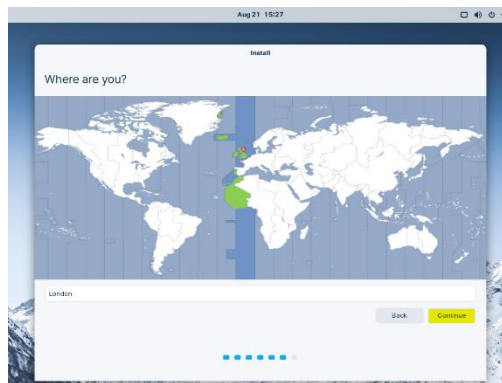 Aug 21 15:27
Install
Where are you?
London
Back
Continue